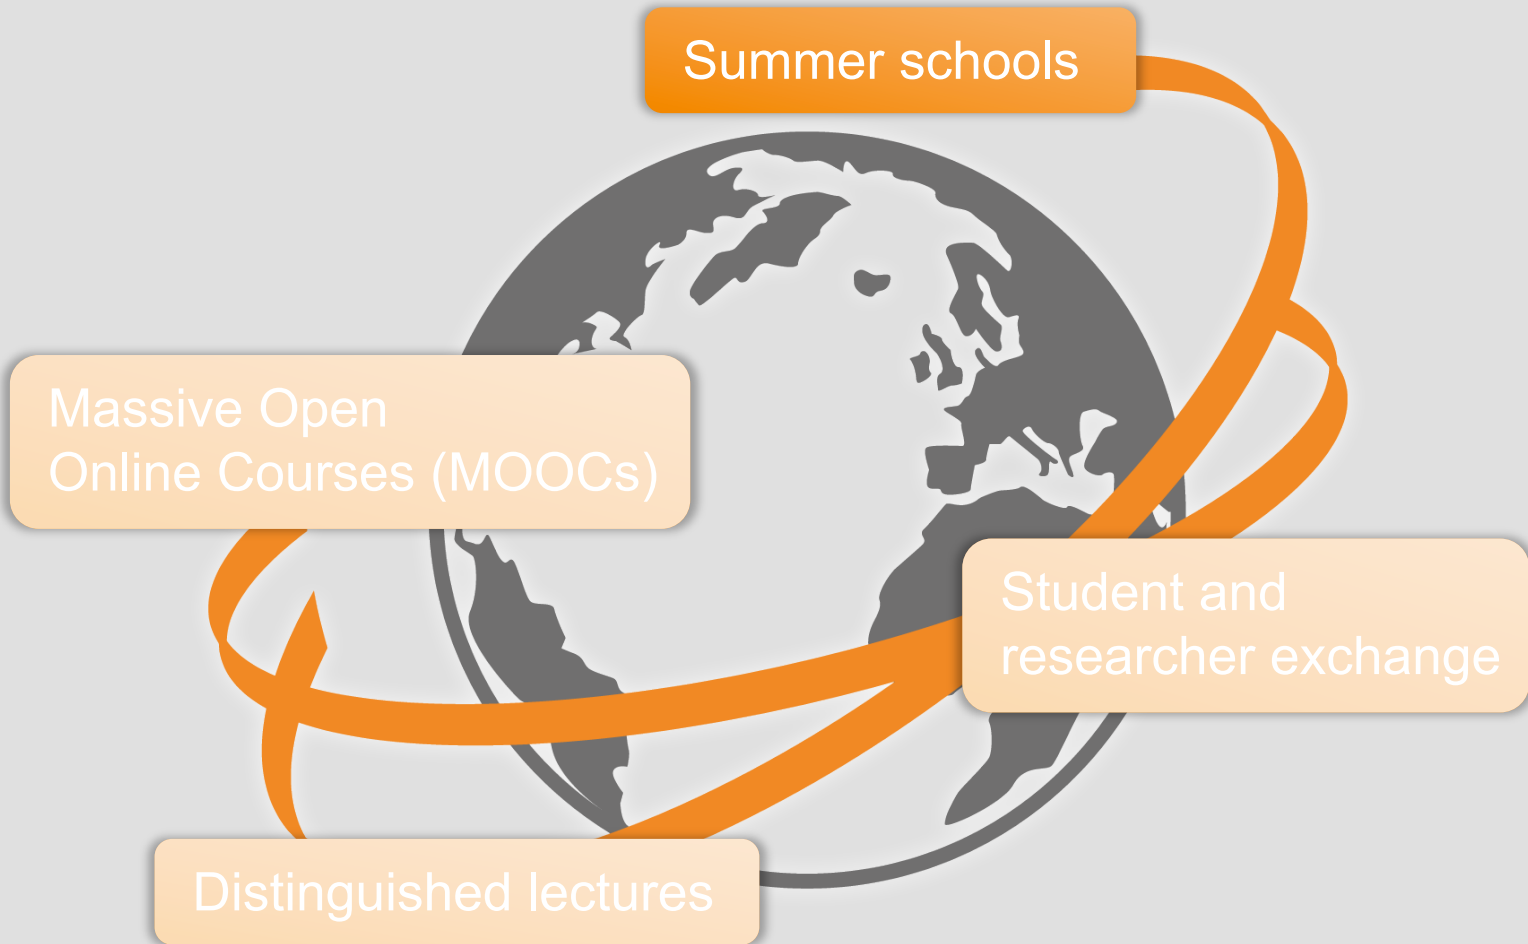 Summer schools
Massive Open
Online Courses (MOOCs)
Student and
researcher exchange
Distinguished lectures